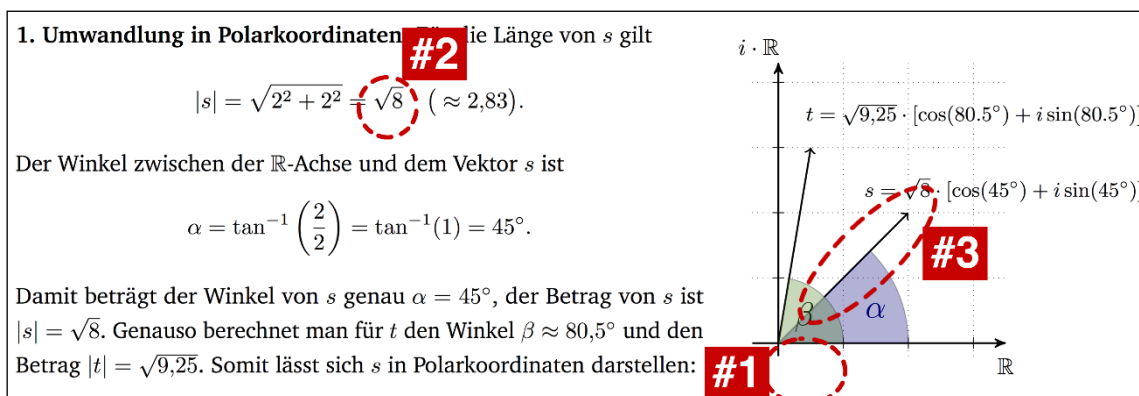 1. Umwandlung in Polarkoordinaten die Länge von s gilt
#2
|s| = √(2² + 2²) = √8 (≈ 2,83).
Der Winkel zwischen der ℝ-Achse und dem Vektor s ist
α = tan⁻¹(2/2) = tan⁻¹(1) = 45°.
Damit beträgt der Winkel von s genau α = 45°, der Betrag von s ist
|s| = √8. Genauso berechnet man für t den Winkel β ≈ 80,5° und den
Betrag |t| = √9,25. Somit lässt sich s in Polarkoordinaten darstellen:
i · ℝ
t = √9,25 · [cos(80.5°) + i sin(80.5°)]
s = √8 · [cos(45°) + i sin(45°)]
#3
β
α
#1
ℝ